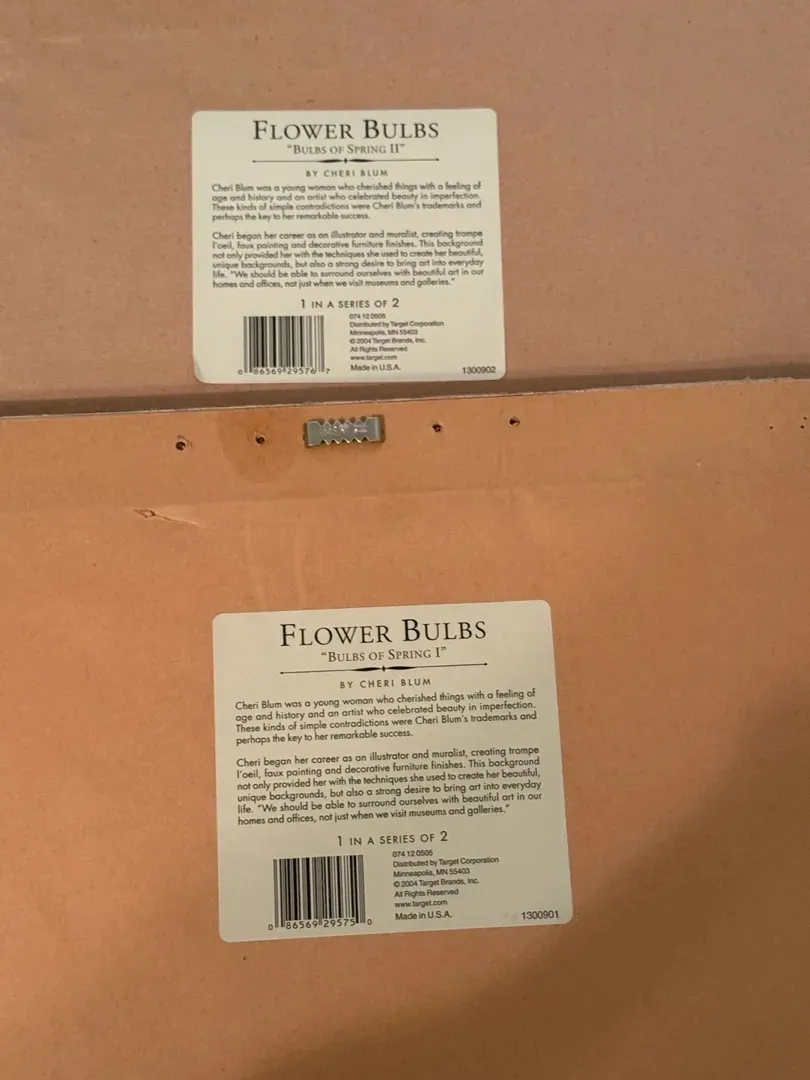 FLOWER BULBS
"BULBS OF SPRING II"
BY CHERI BLUM
Cheri Blum was a young woman who cherished things with a feeling of
age and history and an artist who celebrated beauty in imperfection.
These kinds of simple contradictions were Cheri Blum's trademarks and
perhaps the key to her remarkable success.
Cheri began her career as an illustrator and muralist, creating trompe
l'oeil, faux painting and decorative furniture finishes. This background
not only provided her with the techniques she used to create her beautiful,
unique backgrounds, but also a strong desire to bring art into everyday
life. "We should be able to surround ourselves with beautiful art in our
homes and offices, not just when we visit museums and galleries."
1 IN A SERIES OF 2
074 12 0505
Distributed by Target Corporation
Minneapolis, MN 55403
© 2004 Target Brands, Inc.
All Rights Reserved
www.target.com
Made in U.S.A.
0 86569 29576 7
1300902
FLOWER BULBS
"BULBS OF SPRING I"
BY CHERI BLUM
Cheri Blum was a young woman who cherished things with a feeling of
age and history and an artist who celebrated beauty in imperfection.
These kinds of simple contradictions were Cheri Blum's trademarks and
perhaps the key to her remarkable success.
Cheri began her career as an illustrator and muralist, creating trompe
l'oeil, faux painting and decorative furniture finishes. This background
not only provided her with the techniques she used to create her beautiful,
unique backgrounds, but also a strong desire to bring art into everyday
life. "We should be able to surround ourselves with beautiful art in our
homes and offices, not just when we visit museums and galleries."
1 IN A SERIES OF 2
074 12 0505
Distributed by Target Corporation
Minneapolis, MN 55403
© 2004 Target Brands, Inc.
All Rights Reserved
www.target.com
Made in U.S.A.
0 86569 29575 0
1300901